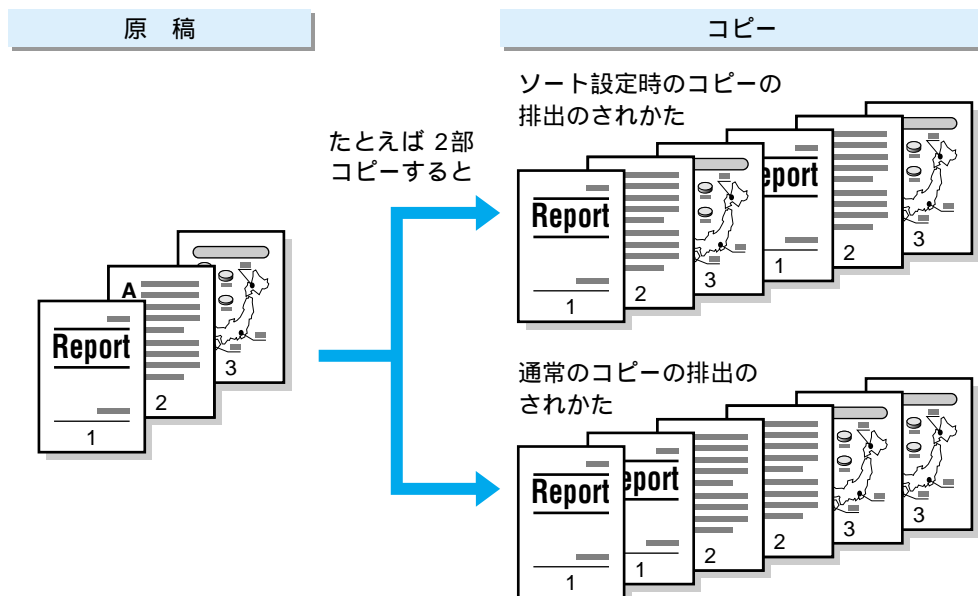 原 稿
コピー
ソート設定時のコピーの
排出のされかた
たとえば 2部
コピーすると
Report
1
2
3
eport
1
2
3
A
Report
1
2
3
通常のコピーの排出の
されかた
Report
1
eport
1
2
2
3
3